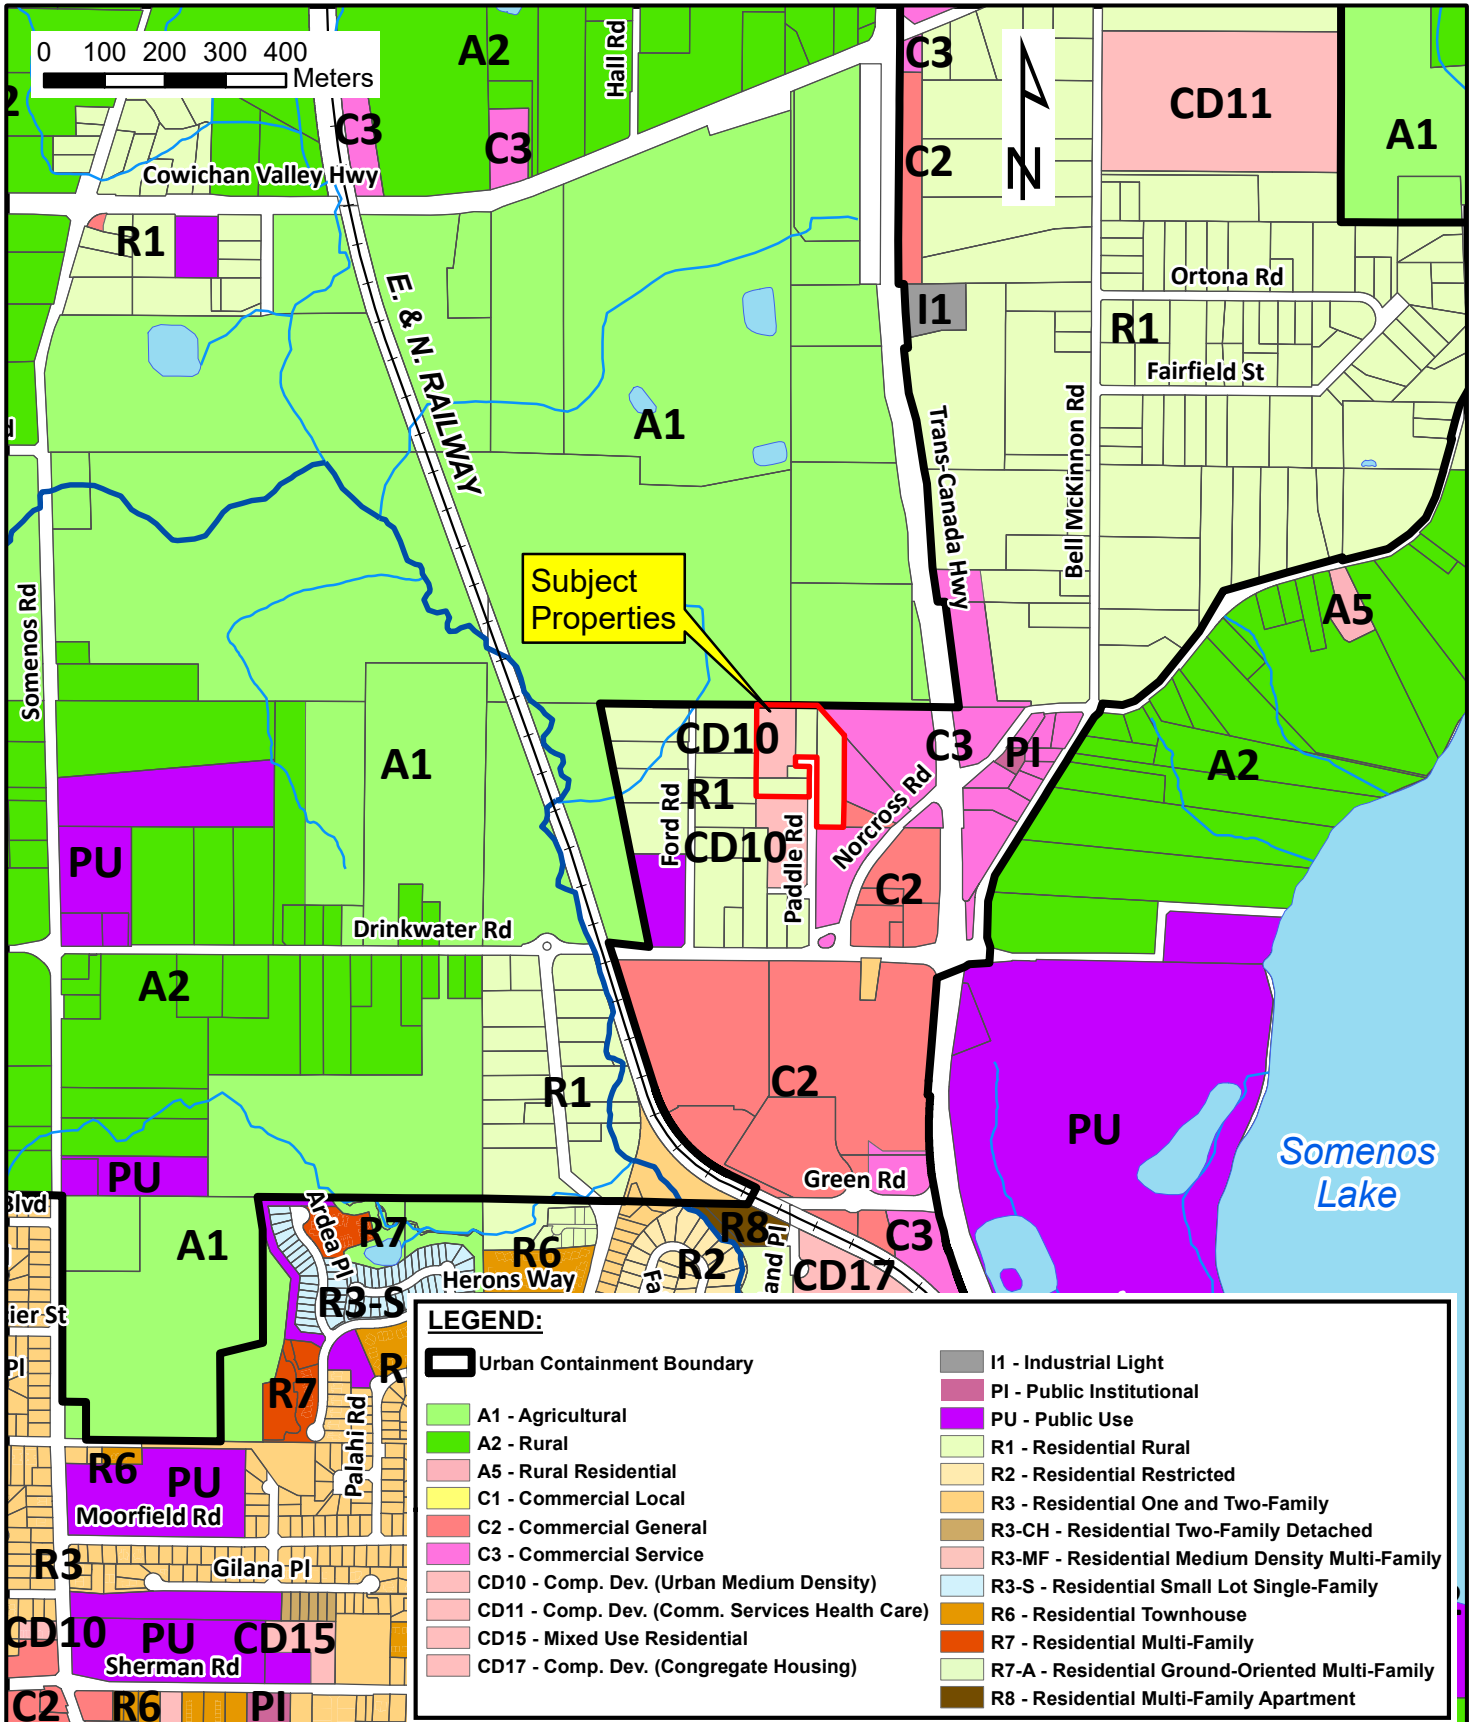 0 100 200 300 400
Meters
A2
Hall Rd
C3
CD11
A1
2
C3
C3
C2
N
Cowichan Valley Hwy
R1
E. & N. RAILWAY
Ortona Rd
I1
R1
Fairfield St
A1
Trans-Canada Hwy
Bell McKinnon Rd
Subject
Properties
Somenos Rd
A5
A1
CD10
C3
PI
A2
R1
Ford Rd
Norcross Rd
PU
CD10
Paddle Rd
C2
Drinkwater Rd
A2
R1
C2
PU
PU
Green Rd
Somenos
Lake
Blvd
A1
Ardea Pl
R7
R6
R8
C3
R2
and Pl
CD17
Herons Way
Fa
R3-S
ier St
Pl
R7
R
Palahi Rd
R6
PU
Moorfield Rd
R3
Gilana Pl
CD10
PU
CD15
Sherman Rd
C2
R6
PI
LEGEND:
Urban Containment Boundary
A1 - Agricultural
A2 - Rural
A5 - Rural Residential
C1 - Commercial Local
C2 - Commercial General
C3 - Commercial Service
CD10 - Comp. Dev. (Urban Medium Density)
CD11 - Comp. Dev. (Comm. Services Health Care)
CD15 - Mixed Use Residential
CD17 - Comp. Dev. (Congregate Housing)
I1 - Industrial Light
PI - Public Institutional
PU - Public Use
R1 - Residential Rural
R2 - Residential Restricted
R3 - Residential One and Two-Family
R3-CH - Residential Two-Family Detached
R3-MF - Residential Medium Density Multi-Family
R3-S - Residential Small Lot Single-Family
R6 - Residential Townhouse
R7 - Residential Multi-Family
R7-A - Residential Ground-Oriented Multi-Family
R8 - Residential Multi-Family Apartment